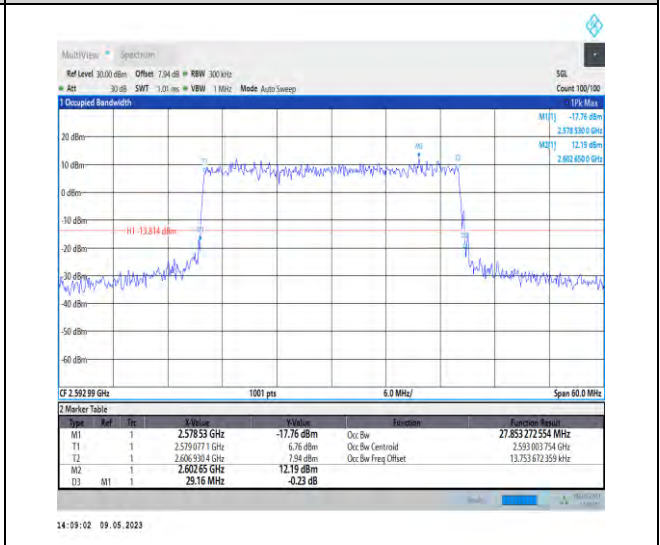 MultiView Spectrum
Ref Level 30.00 dBm Offset 7.94 dB RBW 300 kHz SGL
Att 30 dB SWT 1.01 ms VBW 1 MHz Mode Auto Sweep Count 100/100
1 Occupied Bandwidth 1Pk Max
M1[1] -17.76 dBm
2.578 530 0 GHz
M2[1] 12.19 dBm
2.602 650 0 GHz
20 dBm
M2
T1
10 dBm
0 dBm
-10 dBm
H1 -13.814 dBm
-20 dBm
-30 dBm
-40 dBm
-50 dBm
-60 dBm
CF 2.592 99 GHz 1001 pts 6.0 MHz/ Span 60.0 MHz
2 Marker Table
Type Ref Trc X-Value Y-Value Function Function Result
M1 1 2.578 53 GHz -17.76 dBm Occ Bw 27.853 272 554 MHz
T1 1 2.579 077 1 GHz 6.76 dBm Occ Bw Centroid 2.593 003 754 GHz
T2 1 2.606 930 4 GHz 7.94 dBm Occ Bw Freq Offset 13.753 672 359 kHz
M2 1 2.602 65 GHz 12.19 dBm
D3 M1 1 29.16 MHz -0.23 dB
14:09:02 09.05.2023